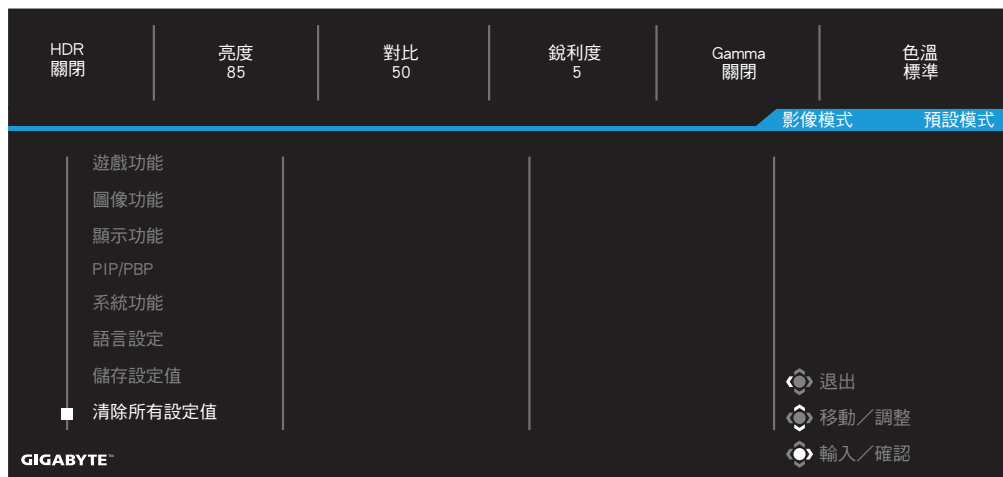 HDR
關閉
亮度
85
對比
50
銳利度
5
Gamma
關閉
色溫
標準
影像模式 預設模式
遊戲功能
圖像功能
顯示功能
PIP/PBP
系統功能
語言設定
儲存設定值
清除所有設定值
退出
移動／調整
輸入／確認
GIGABYTE™